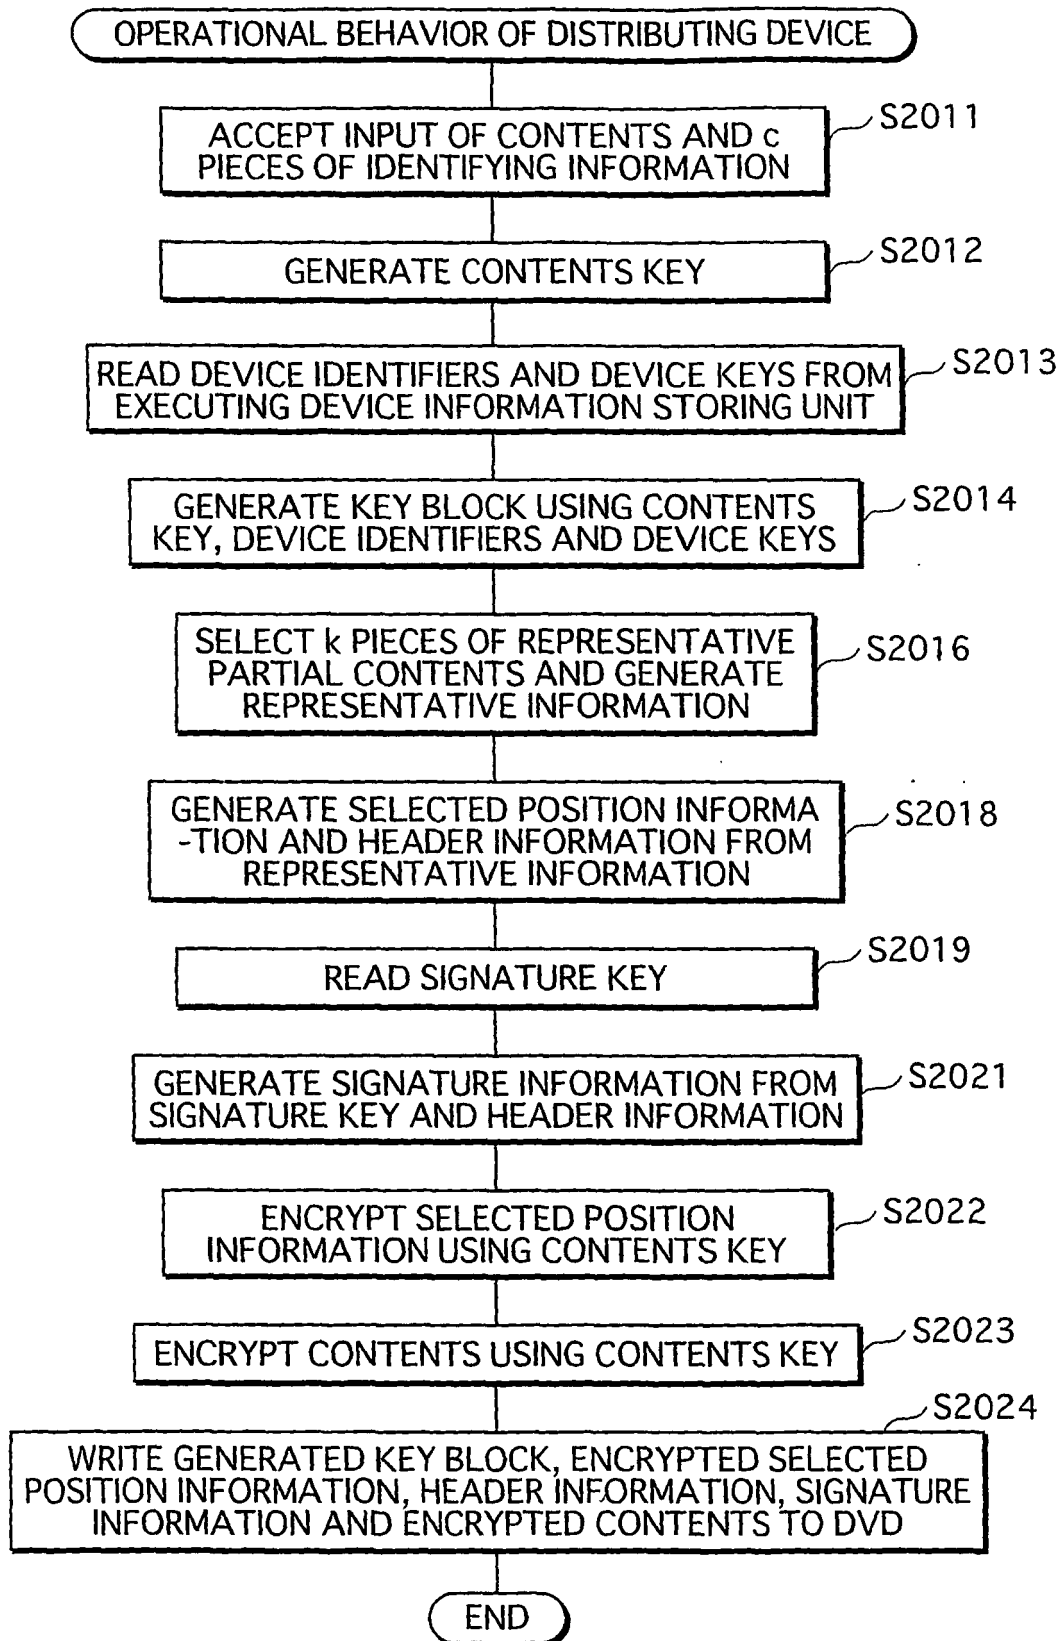 OPERATIONAL BEHAVIOR OF DISTRIBUTING DEVICE
S2011
ACCEPT INPUT OF CONTENTS AND c
PIECES OF IDENTIFYING INFORMATION
S2012
GENERATE CONTENTS KEY
S2013
READ DEVICE IDENTIFIERS AND DEVICE KEYS FROM
EXECUTING DEVICE INFORMATION STORING UNIT
S2014
GENERATE KEY BLOCK USING CONTENTS
KEY, DEVICE IDENTIFIERS AND DEVICE KEYS
S2016
SELECT k PIECES OF REPRESENTATIVE
PARTIAL CONTENTS AND GENERATE
REPRESENTATIVE INFORMATION
S2018
GENERATE SELECTED POSITION INFORMA
-TION AND HEADER INFORMATION FROM
REPRESENTATIVE INFORMATION
S2019
READ SIGNATURE KEY
S2021
GENERATE SIGNATURE INFORMATION FROM
SIGNATURE KEY AND HEADER INFORMATION
S2022
ENCRYPT SELECTED POSITION
INFORMATION USING CONTENTS KEY
S2023
ENCRYPT CONTENTS USING CONTENTS KEY
S2024
WRITE GENERATED KEY BLOCK, ENCRYPTED SELECTED
POSITION INFORMATION, HEADER INFORMATION, SIGNATURE
INFORMATION AND ENCRYPTED CONTENTS TO DVD
END